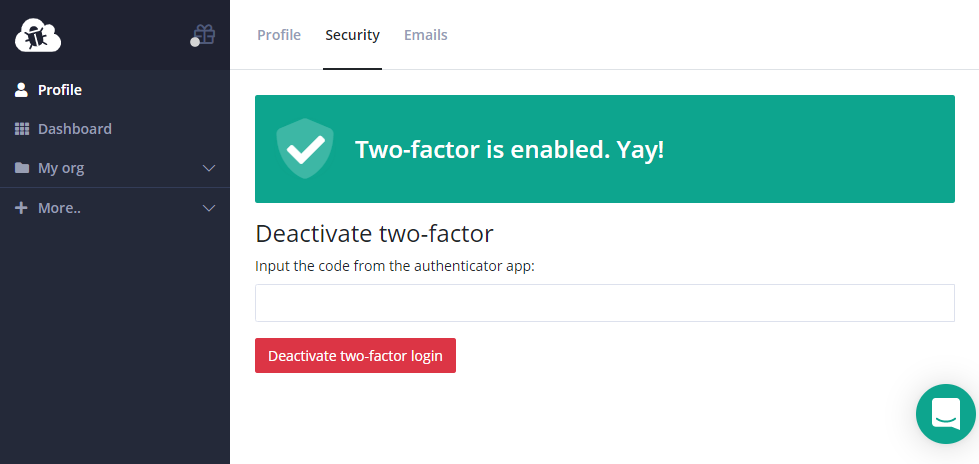 Profile
Dashboard
My org
More..
Profile Security Emails
Two-factor is enabled. Yay!
Deactivate two-factor
Input the code from the authenticator app:
Deactivate two-factor login